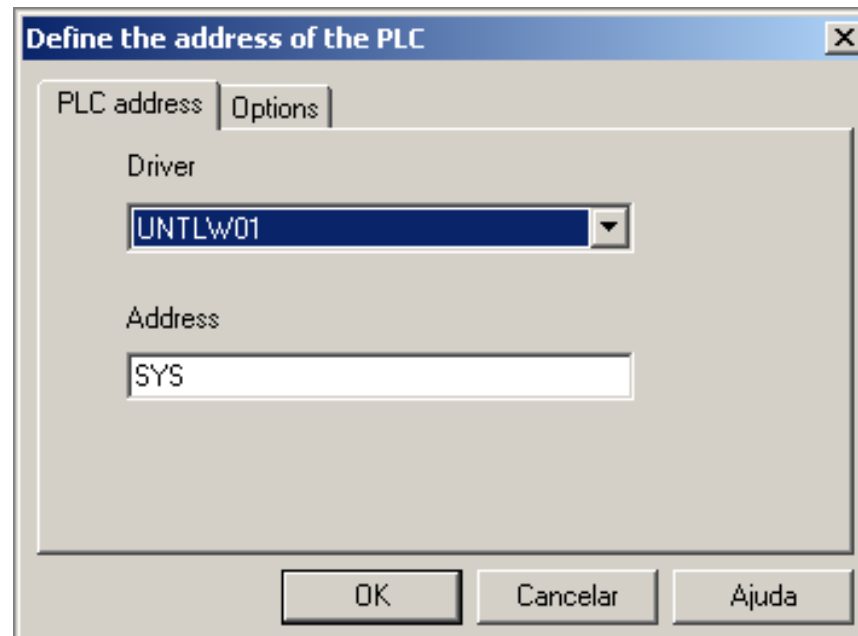 Define the address of the PLC
PLC address Options
Driver
UNTLW01
Address
SYS
OK Cancelar Ajuda